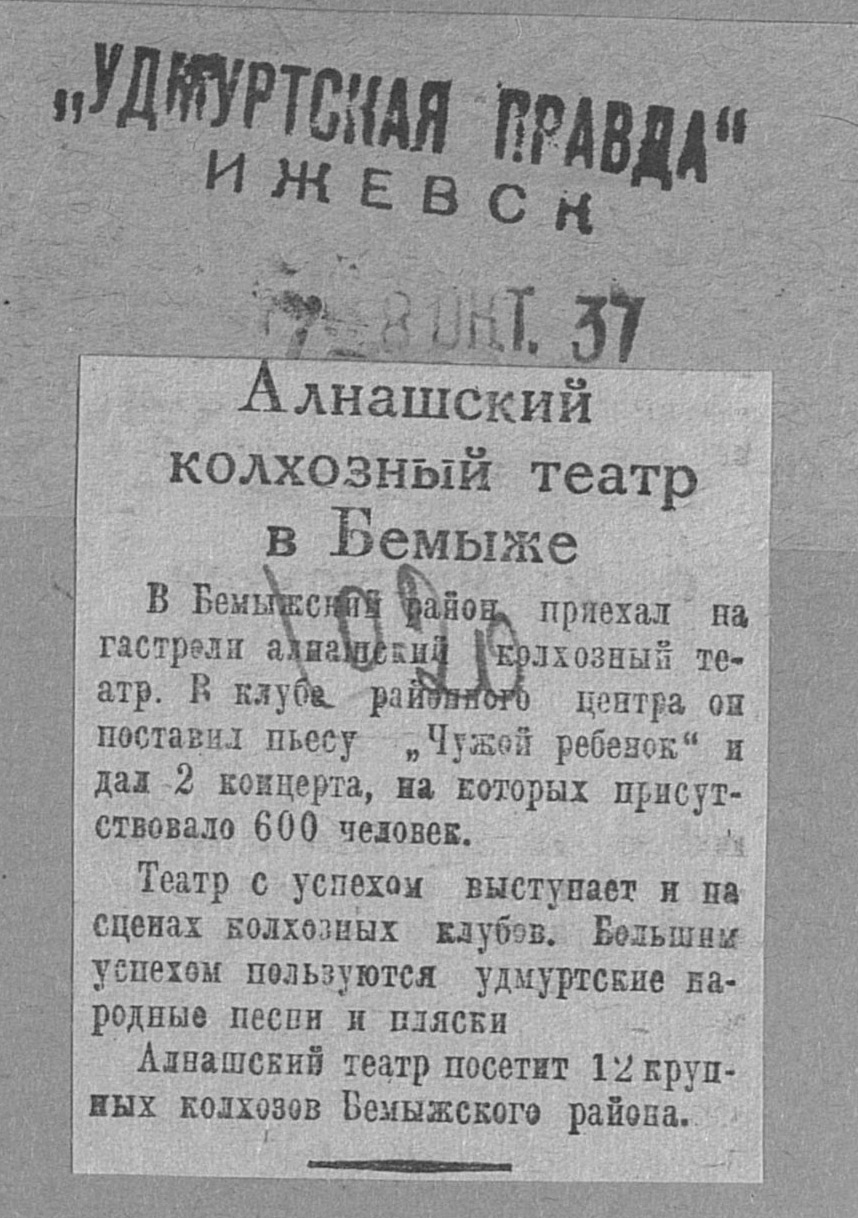 „УДМУРТСКАЯ ПРАВДА“
ИЖЕВСК
8 ОКТ. 37
Алнашский
колхозный театр
в Бемыже
В Бемыжский район приехал на
гастроли алнашский колхозный те-
атр. В клубе районного центра он
поставил пьесу „Чужой ребенок“ и
дал 2 концерта, на которых присут-
ствовало 600 человек.
Театр с успехом выступает и на
сценах колхозных клубов. Большим
успехом пользуются удмуртские на-
родные песни и пляски
Алнашский театр посетит 12 круп-
ных колхозов Бемыжского района.